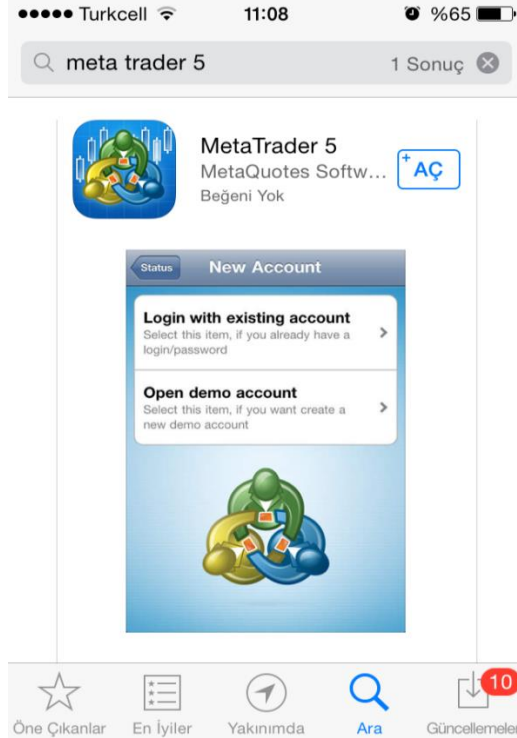 Turkcell 11:08 %65
meta trader 5 1 Sonuç
MetaTrader 5
MetaQuotes Softw...
Beğeni Yok
AÇ
Status New Account
Login with existing account
Select this item, if you already have a
login/password
Open demo account
Select this item, if you want create a
new demo account
10
Öne Çıkanlar En İyiler Yakınımda Ara Güncellemeler